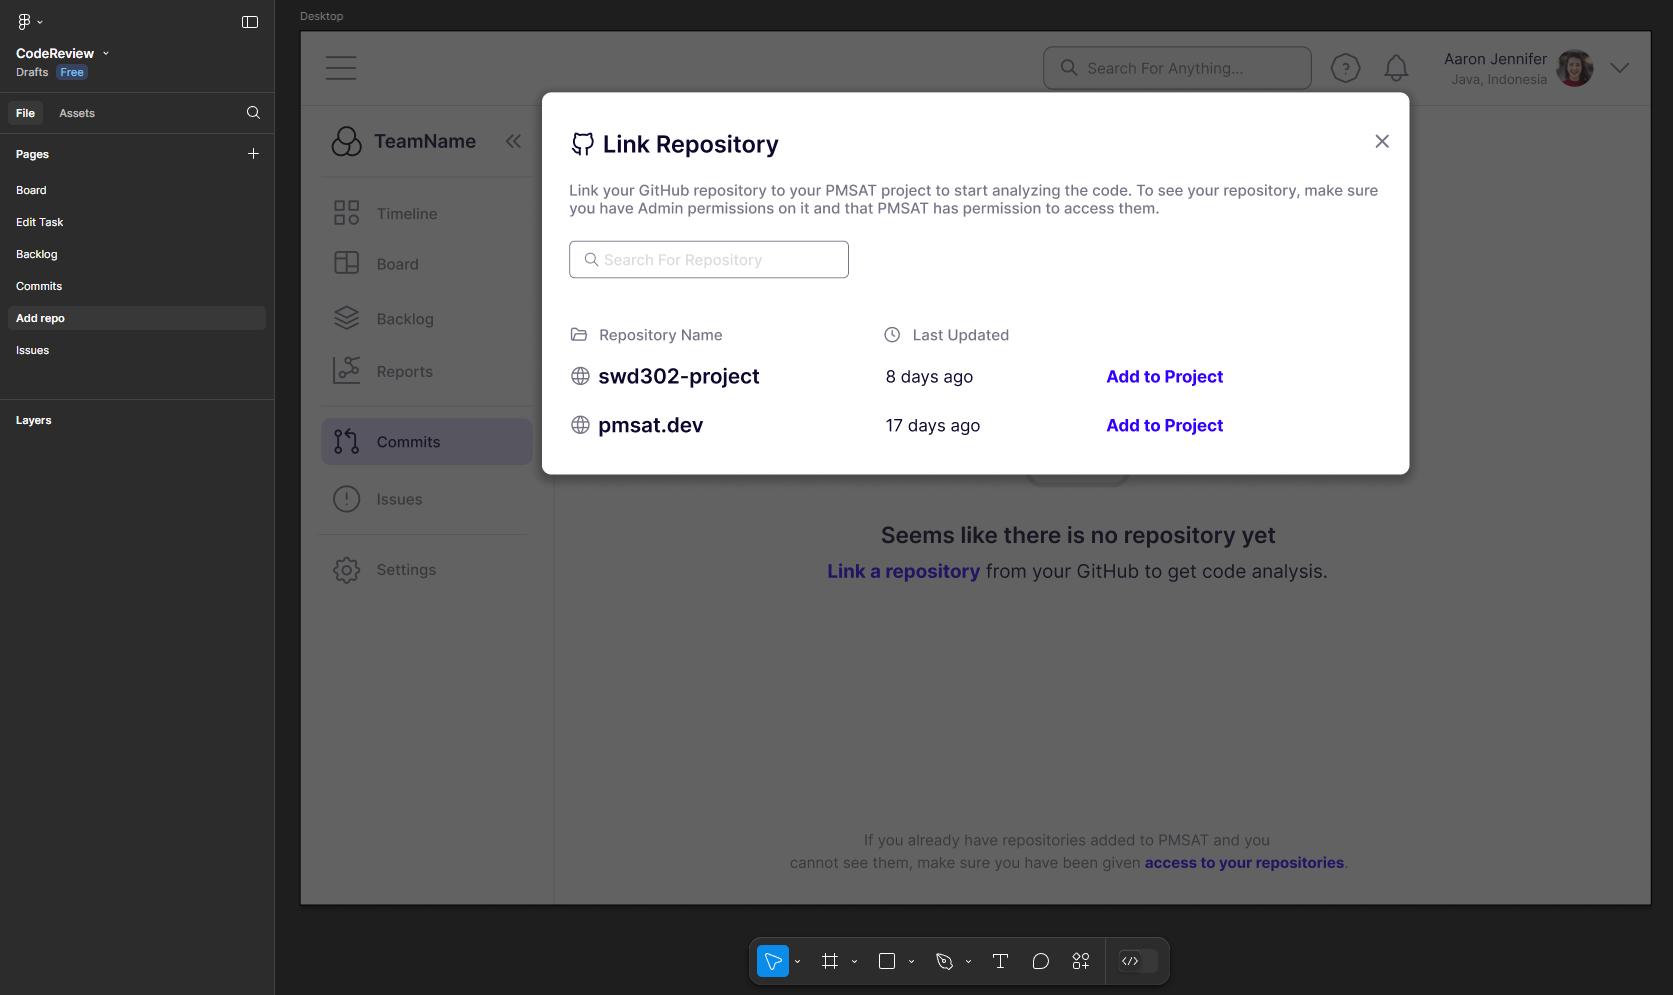 CodeReview
Drafts Free
File Assets
Pages
Board
Edit Task
Backlog
Commits
Add repo
Issues
Layers
Desktop
Search For Anything...
?
Aaron Jennifer
Java, Indonesia
TeamName
Timeline
Board
Backlog
Reports
Commits
Issues
Settings
Link Repository
Link your GitHub repository to your PMSAT project to start analyzing the code. To see your repository, make sure
you have Admin permissions on it and that PMSAT has permission to access them.
Search For Repository
Repository Name Last Updated
swd302-project 8 days ago Add to Project
pmsat.dev 17 days ago Add to Project
Seems like there is no repository yet
Link a repository from your GitHub to get code analysis.
If you already have repositories added to PMSAT and you
cannot see them, make sure you have been given access to your repositories.